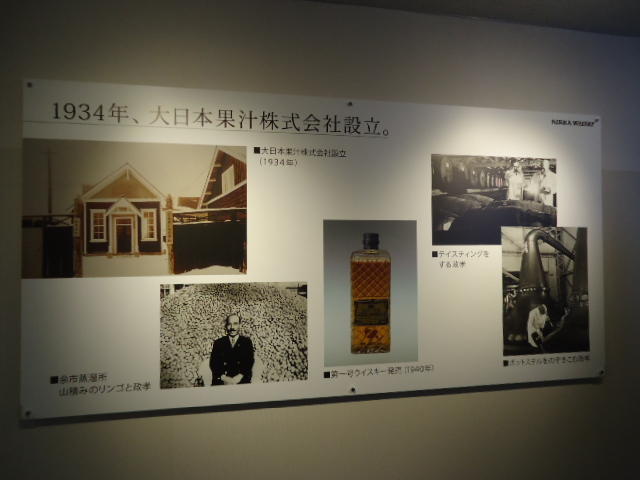 1934年、大日本果汁株式会社設立。
NIKKA WHISKY
■大日本果汁株式会社設立
(1934年)
■テイスティングを
する政孝
■余市蒸溜所
山積みのリンゴと政孝
■第一号ウイスキー発売 (1940年)
■ポットスチルをのぞきこむ政孝